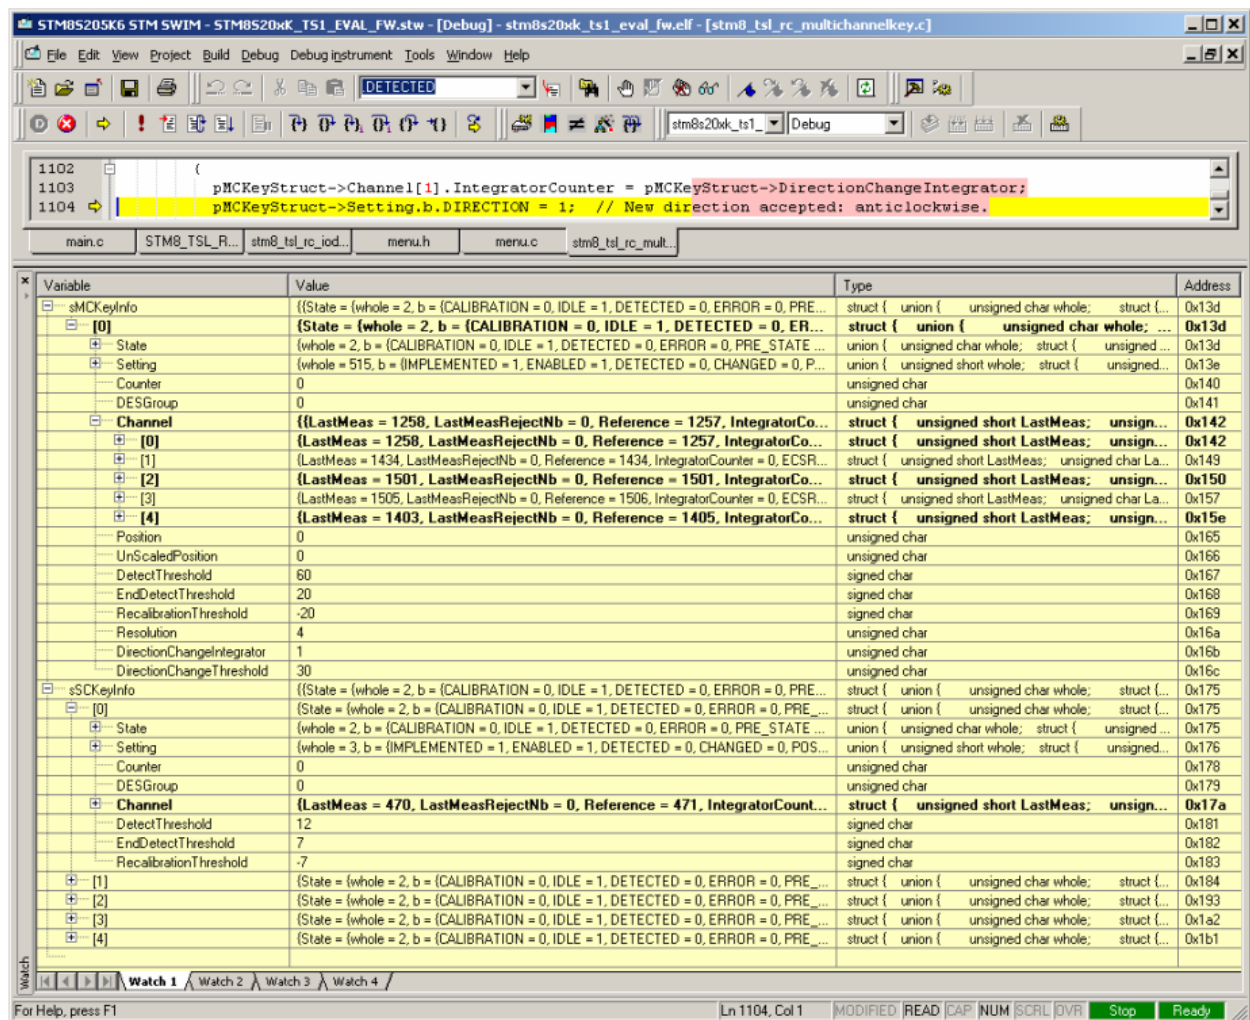 STM8S205K6 STM SWIM - STM8S20xK_TS1_EVAL_FW.stw - [Debug] - stm8s20xk_ts1_eval_fw.elf - [stm8_tsl_rc_multichannelkey.c]
File Edit View Project Build Debug Debug instrument Tools Window Help
DETECTED
stm8s20xk_ts1_ Debug
1102 {
1103 pMCKeyStruct->Channel[1].IntegratorCounter = pMCKeyStruct->DirectionChangeIntegrator;
1104 pMCKeyStruct->Setting.b.DIRECTION = 1; // New direction accepted: anticlockwise.
main.c STM8_TSL_R... stm8_tsl_rc_iod... menu.h menu.c stm8_tsl_rc_mult...
Variable Value Type Address
sMCKeyInfo {{State = {whole = 2, b = {CALIBRATION = 0, IDLE = 1, DETECTED = 0, ERROR = 0, PRE... struct { union { unsigned char whole; struct {... 0x13d
[0] {State = {whole = 2, b = {CALIBRATION = 0, IDLE = 1, DETECTED = 0, ER... struct { union { unsigned char whole; ... 0x13d
State {whole = 2, b = {CALIBRATION = 0, IDLE = 1, DETECTED = 0, ERROR = 0, PRE_STATE ... union { unsigned char whole; struct { unsigned ... 0x13d
Setting {whole = 515, b = {IMPLEMENTED = 1, ENABLED = 1, DETECTED = 0, CHANGED = 0, P... union { unsigned short whole; struct { unsigned... 0x13e
Counter 0 unsigned char 0x140
DESGroup 0 unsigned char 0x141
Channel {{LastMeas = 1258, LastMeasRejectNb = 0, Reference = 1257, IntegratorCo... struct { unsigned short LastMeas; unsign... 0x142
[0] {LastMeas = 1258, LastMeasRejectNb = 0, Reference = 1257, IntegratorCo... struct { unsigned short LastMeas; unsign... 0x142
[1] {LastMeas = 1434, LastMeasRejectNb = 0, Reference = 1434, IntegratorCounter = 0, ECSR... struct { unsigned short LastMeas; unsigned char La... 0x149
[2] {LastMeas = 1501, LastMeasRejectNb = 0, Reference = 1501, IntegratorCo... struct { unsigned short LastMeas; unsign... 0x150
[3] {LastMeas = 1505, LastMeasRejectNb = 0, Reference = 1506, IntegratorCounter = 0, ECSR... struct { unsigned short LastMeas; unsigned char La... 0x157
[4] {LastMeas = 1403, LastMeasRejectNb = 0, Reference = 1405, IntegratorCo... struct { unsigned short LastMeas; unsign... 0x15e
Position 0 unsigned char 0x165
UnScaledPosition 0 unsigned char 0x166
DetectThreshold 60 signed char 0x167
EndDetectThreshold 20 signed char 0x168
RecalibrationThreshold -20 signed char 0x169
Resolution 4 unsigned char 0x16a
DirectionChangeIntegrator 1 unsigned char 0x16b
DirectionChangeThreshold 30 unsigned char 0x16c
sSCKeyInfo {{State = {whole = 2, b = {CALIBRATION = 0, IDLE = 1, DETECTED = 0, ERROR = 0, PRE... struct { union { unsigned char whole; struct {... 0x175
[0] {State = {whole = 2, b = {CALIBRATION = 0, IDLE = 1, DETECTED = 0, ERROR = 0, PRE_... struct { union { unsigned char whole; struct {... 0x175
State {whole = 2, b = {CALIBRATION = 0, IDLE = 1, DETECTED = 0, ERROR = 0, PRE_STATE ... union { unsigned char whole; struct { unsigned ... 0x175
Setting {whole = 3, b = {IMPLEMENTED = 1, ENABLED = 1, DETECTED = 0, CHANGED = 0, POS... union { unsigned short whole; struct { unsigned... 0x176
Counter 0 unsigned char 0x178
DESGroup 0 unsigned char 0x179
Channel {LastMeas = 470, LastMeasRejectNb = 0, Reference = 471, IntegratorCount... struct { unsigned short LastMeas; unsign... 0x17a
DetectThreshold 12 signed char 0x181
EndDetectThreshold 7 signed char 0x182
RecalibrationThreshold -7 signed char 0x183
[1] {State = {whole = 2, b = {CALIBRATION = 0, IDLE = 1, DETECTED = 0, ERROR = 0, PRE_... struct { union { unsigned char whole; struct {... 0x184
[2] {State = {whole = 2, b = {CALIBRATION = 0, IDLE = 1, DETECTED = 0, ERROR = 0, PRE_... struct { union { unsigned char whole; struct {... 0x193
[3] {State = {whole = 2, b = {CALIBRATION = 0, IDLE = 1, DETECTED = 0, ERROR = 0, PRE_... struct { union { unsigned char whole; struct {... 0x1a2
[4] {State = {whole = 2, b = {CALIBRATION = 0, IDLE = 1, DETECTED = 0, ERROR = 0, PRE_... struct { union { unsigned char whole; struct {... 0x1b1
Watch
Watch 1 Watch 2 Watch 3 Watch 4
For Help, press F1 Ln 1104, Col 1 MODIFIED READ CAP NUM SCRL OVR Stop Ready